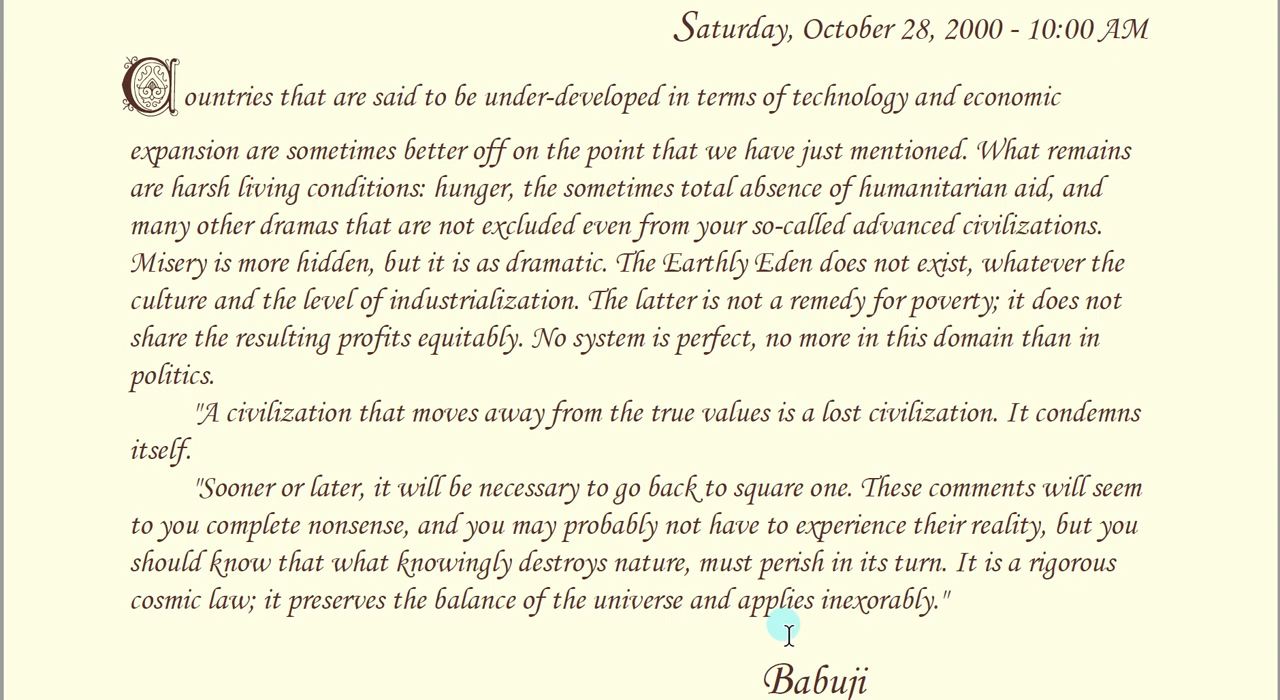 Saturday, October 28, 2000 - 10:00 AM
Countries that are said to be under-developed in terms of technology and economic
expansion are sometimes better off on the point that we have just mentioned. What remains
are harsh living conditions: hunger, the sometimes total absence of humanitarian aid, and
many other dramas that are not excluded even from your so-called advanced civilizations.
Misery is more hidden, but it is as dramatic. The Earthly Eden does not exist, whatever the
culture and the level of industrialization. The latter is not a remedy for poverty; it does not
share the resulting profits equitably. No system is perfect, no more in this domain than in
politics.
"A civilization that moves away from the true values is a lost civilization. It condemns
itself.
"Sooner or later, it will be necessary to go back to square one. These comments will seem
to you complete nonsense, and you may probably not have to experience their reality, but you
should know that what knowingly destroys nature, must perish in its turn. It is a rigorous
cosmic law; it preserves the balance of the universe and applies inexorably."
Babuji